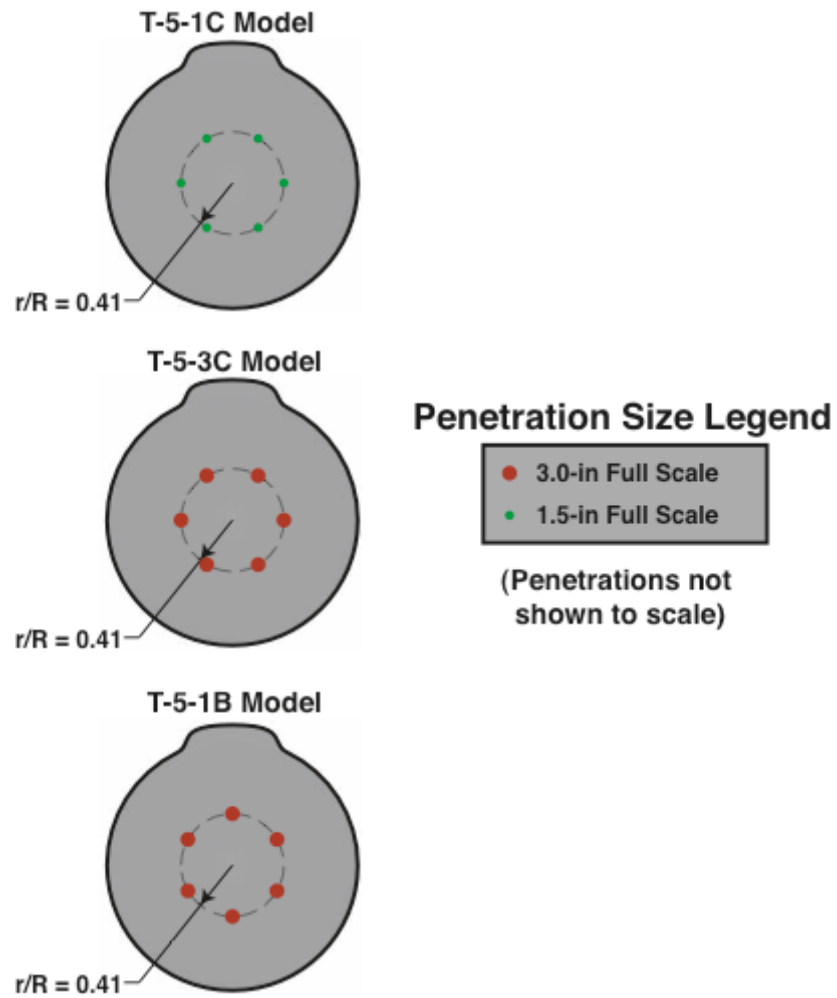 T-5-1C Model
r/R = 0.41
T-5-3C Model
Penetration Size Legend
3.0-in Full Scale
1.5-in Full Scale
(Penetrations not
shown to scale)
r/R = 0.41
T-5-1B Model
r/R = 0.41